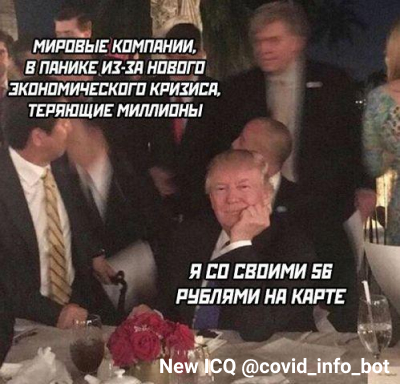 МИРОВЫЕ КОМПАНИИ,
В ПАНИКЕ ИЗ-ЗА НОВОГО
ЭКОНОМИЧЕСКОГО КРИЗИСА,
ТЕРЯЮЩИЕ МИЛЛИОНЫ
Я СО СВОИМИ 56
РУБЛЯМИ НА КАРТЕ
New ICQ @covid_info_bot